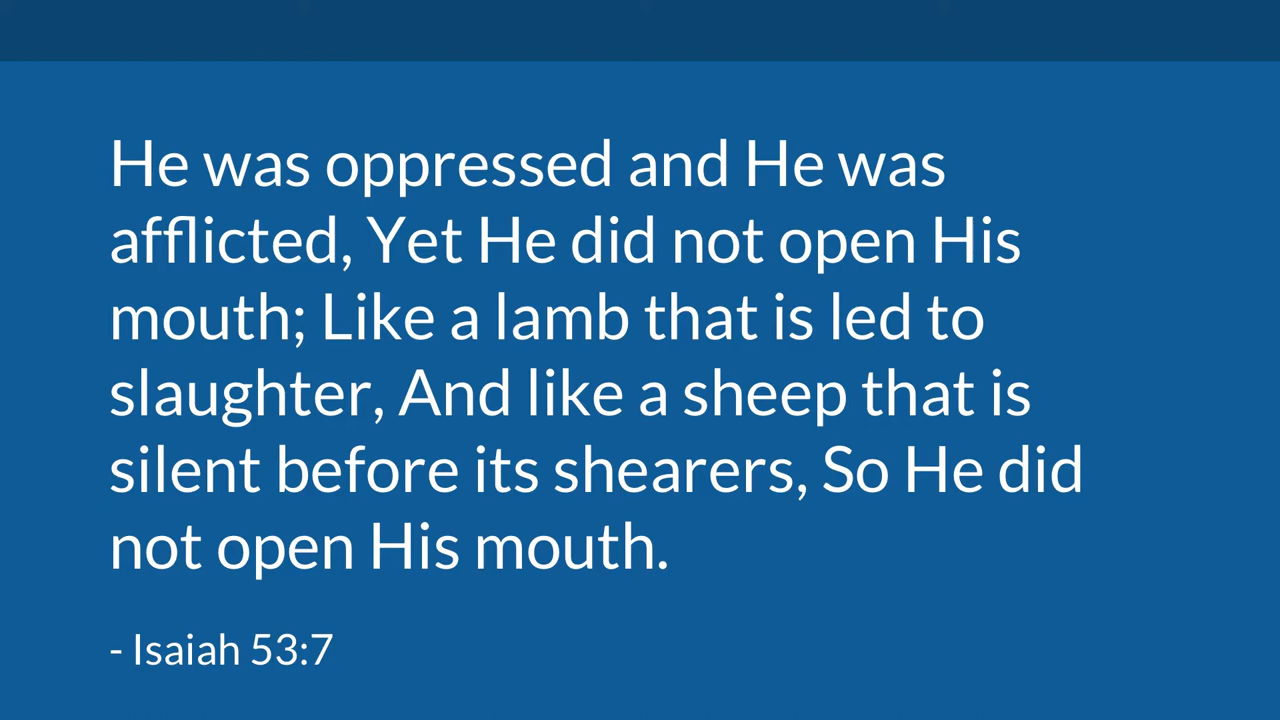 He was oppressed and He was
afflicted, Yet He did not open His
mouth; Like a lamb that is led to
slaughter, And like a sheep that is
silent before its shearers, So He did
not open His mouth.
- Isaiah 53:7